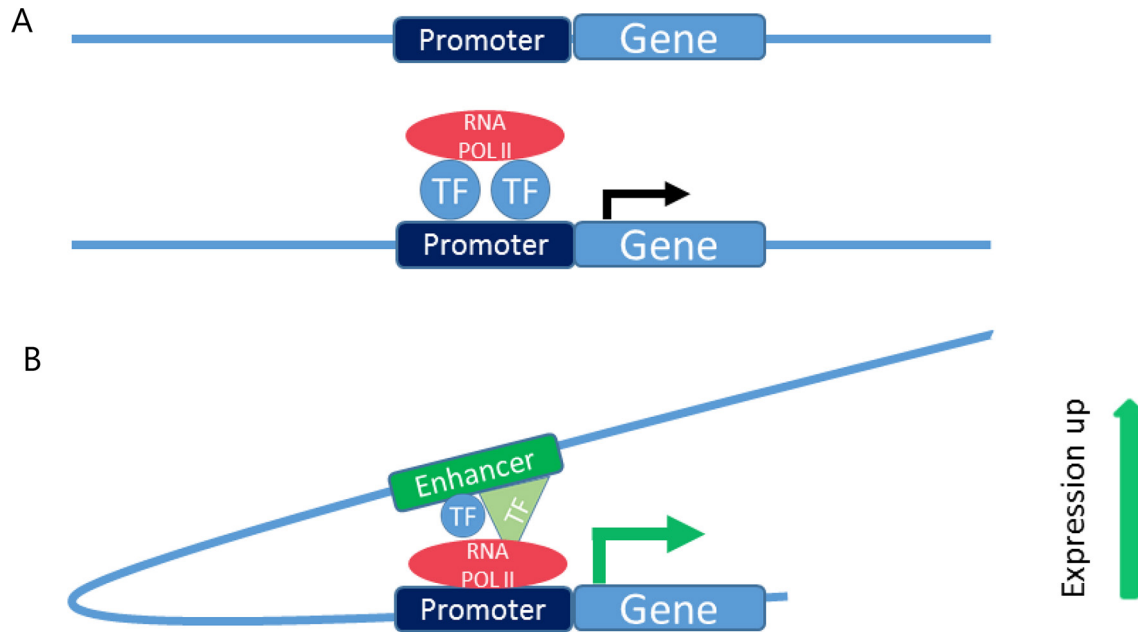 A
Promoter Gene
RNA
POL II
TF TF
Promoter Gene
B
Enhancer
TF TF
RNA
POL II
Promoter Gene
Expression up